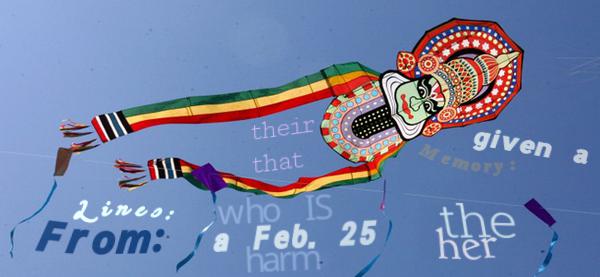 their
that
given a
Memory:
Lines:
From:
who IS
a Feb. 25
harm
the
her